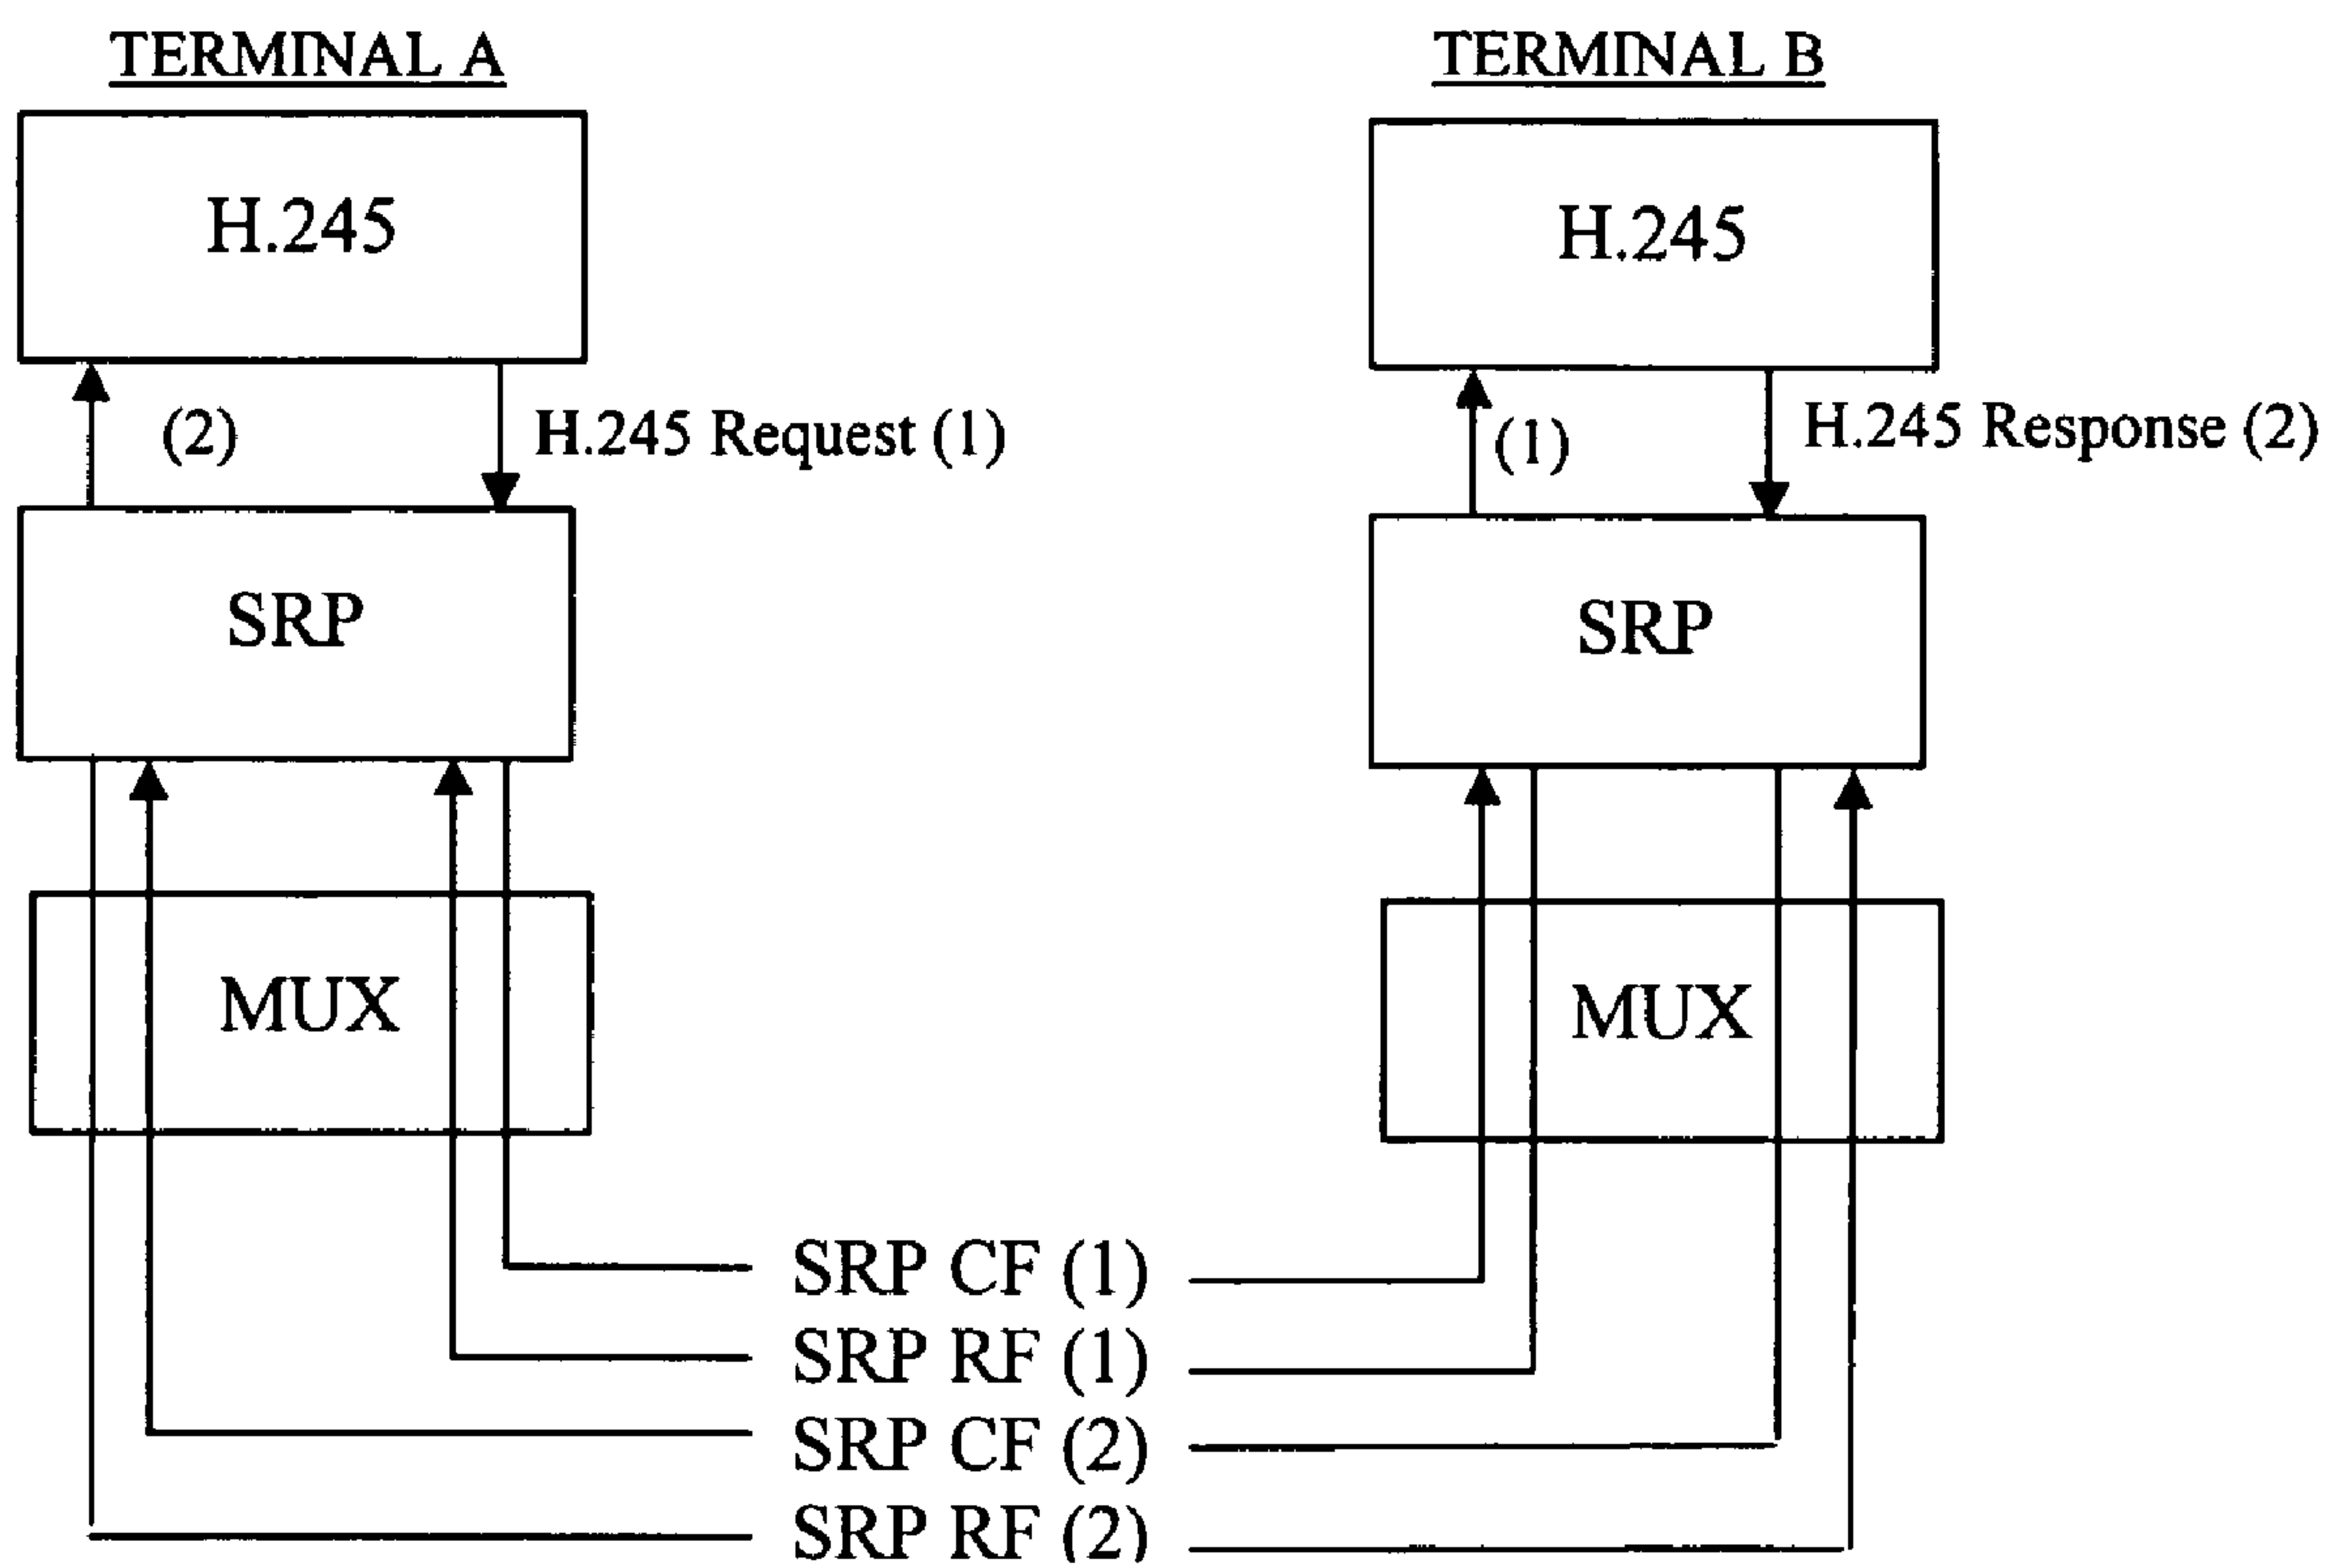 TERMINAL A
TERMINAL B
H.245
H.245
(2)
H.245 Request (1)
(1)
H.245 Response (2)
SRP
SRP
MUX
MUX
SRP CF (1)
SRP RF (1)
SRP CF (2)
SRP RF (2)